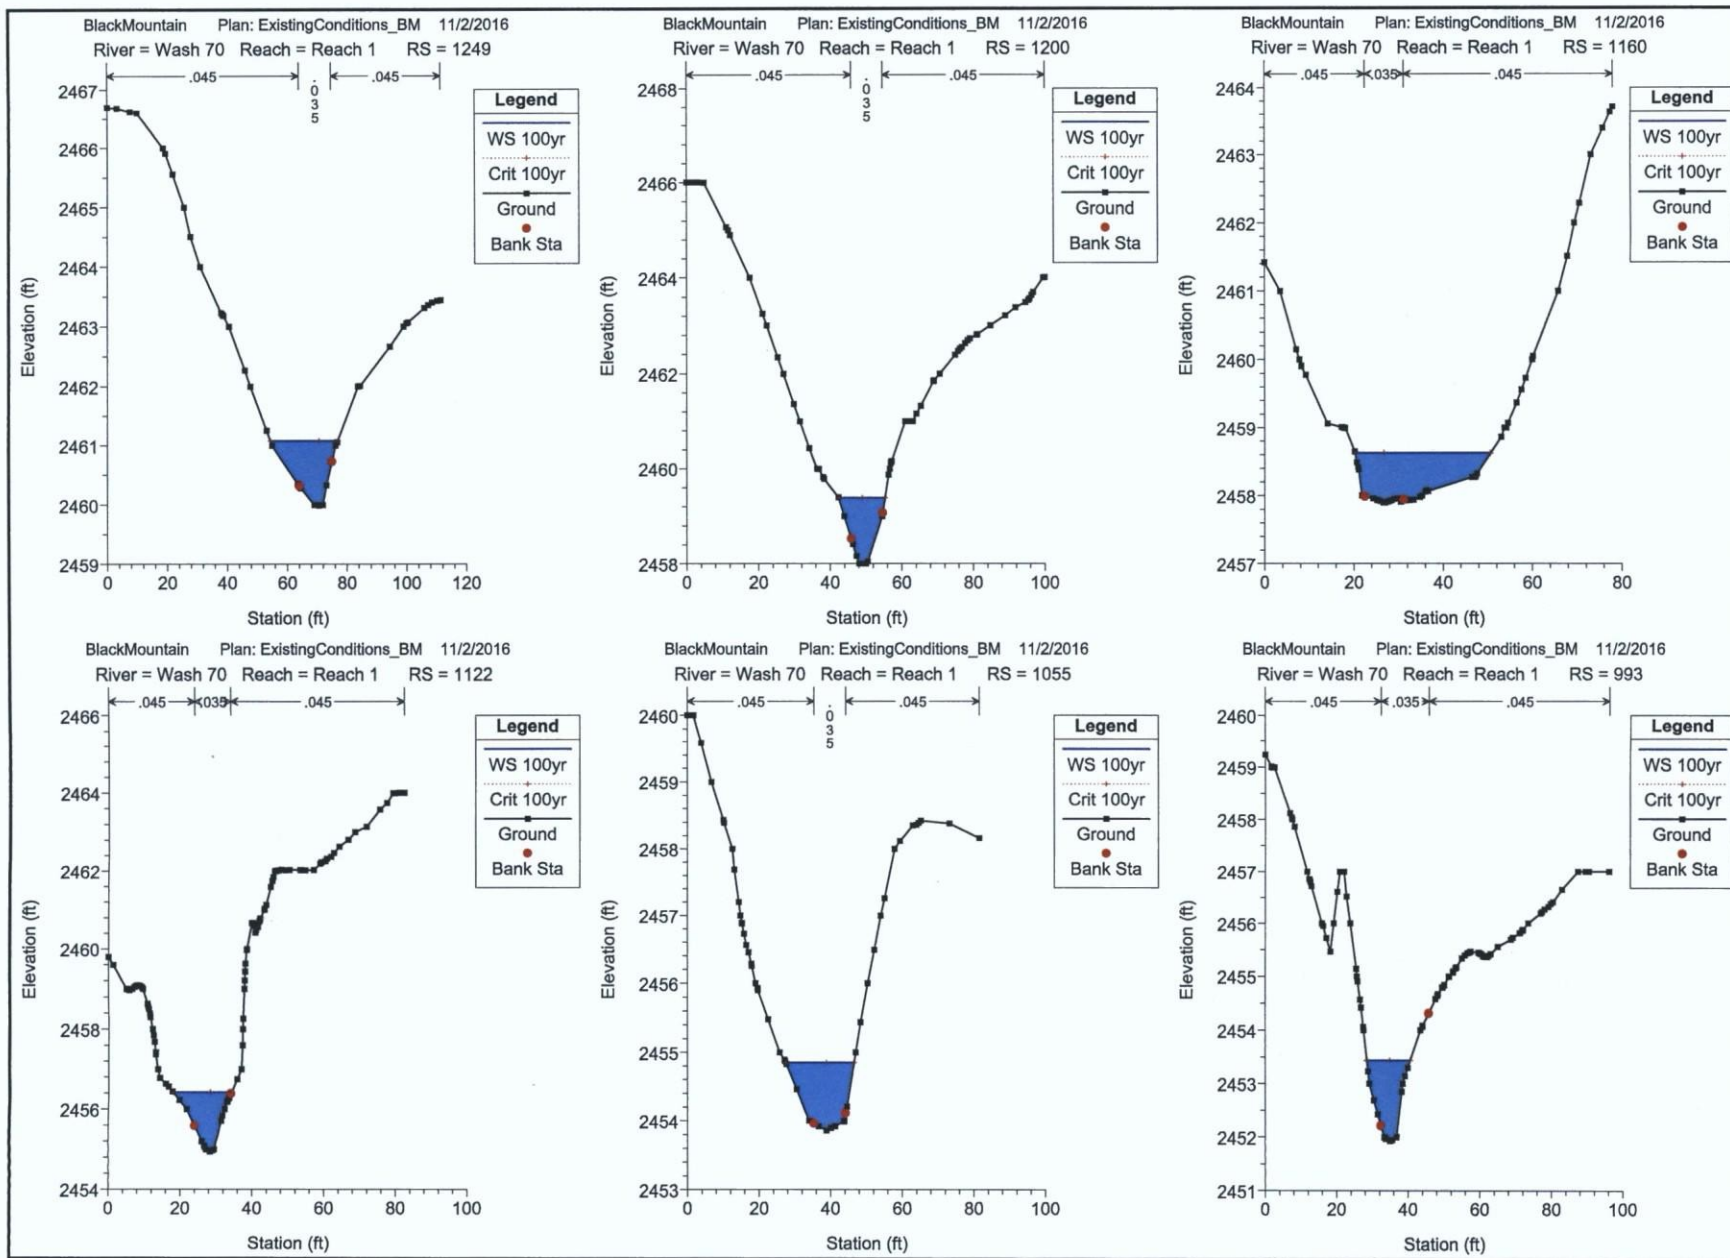 BlackMountain Plan: ExistingConditions_BM 11/2/2016
River = Wash 70 Reach = Reach 1 RS = 1249
.045 .035 .045
Legend
WS 100yr
Crit 100yr
Ground
Bank Sta
2467
2466
2465
2464
2463
2462
2461
2460
2459
Elevation (ft)
0 20 40 60 80 100 120
Station (ft)
BlackMountain Plan: ExistingConditions_BM 11/2/2016
River = Wash 70 Reach = Reach 1 RS = 1200
.045 .035 .045
Legend
WS 100yr
Crit 100yr
Ground
Bank Sta
2468
2466
2464
2462
2460
2458
Elevation (ft)
0 20 40 60 80 100
Station (ft)
BlackMountain Plan: ExistingConditions_BM 11/2/2016
River = Wash 70 Reach = Reach 1 RS = 1160
.045 .035 .045
Legend
WS 100yr
Crit 100yr
Ground
Bank Sta
2464
2463
2462
2461
2460
2459
2458
2457
Elevation (ft)
0 20 40 60 80
Station (ft)
BlackMountain Plan: ExistingConditions_BM 11/2/2016
River = Wash 70 Reach = Reach 1 RS = 1122
.045 .035 .045
Legend
WS 100yr
Crit 100yr
Ground
Bank Sta
2466
2464
2462
2460
2458
2456
2454
Elevation (ft)
0 20 40 60 80 100
Station (ft)
BlackMountain Plan: ExistingConditions_BM 11/2/2016
River = Wash 70 Reach = Reach 1 RS = 1055
.045 .035 .045
Legend
WS 100yr
Crit 100yr
Ground
Bank Sta
2460
2459
2458
2457
2456
2455
2454
2453
Elevation (ft)
0 20 40 60 80 100
Station (ft)
BlackMountain Plan: ExistingConditions_BM 11/2/2016
River = Wash 70 Reach = Reach 1 RS = 993
.045 .035 .045
Legend
WS 100yr
Crit 100yr
Ground
Bank Sta
2460
2459
2458
2457
2456
2455
2454
2453
2452
2451
Elevation (ft)
0 20 40 60 80 100
Station (ft)